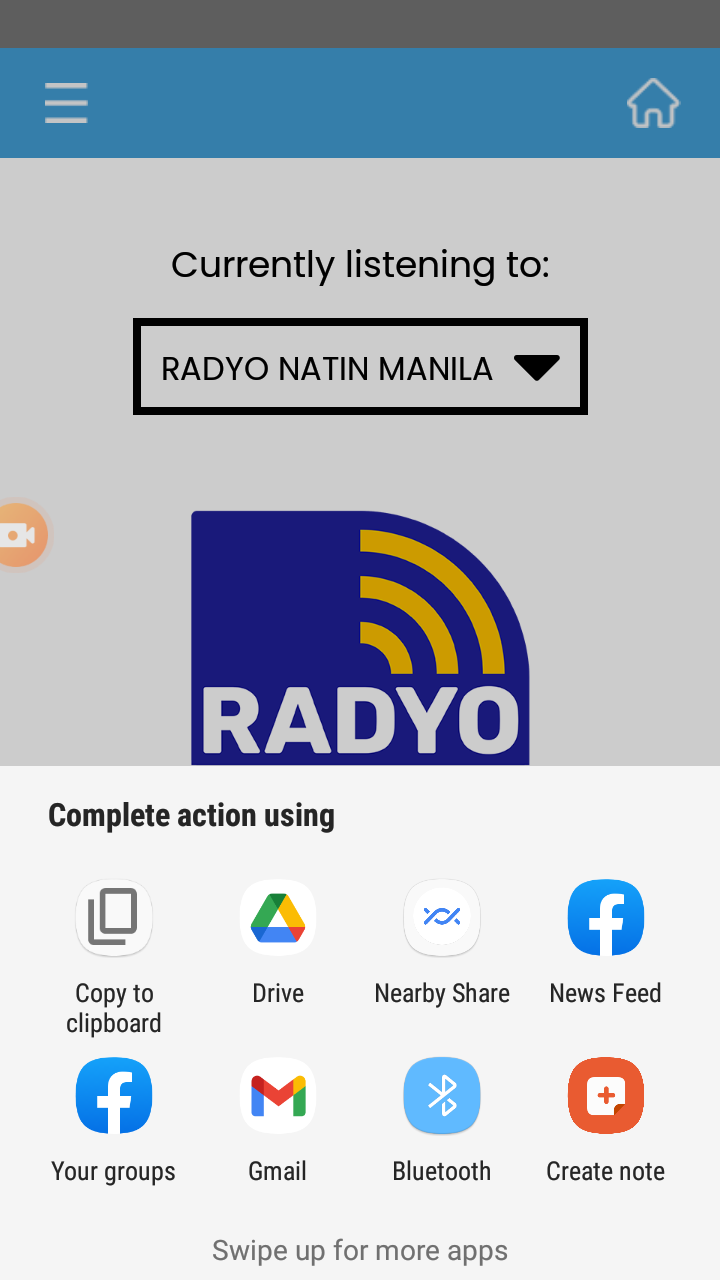 Currently listening to:
RADYO NATIN MANILA
RADYO
Complete action using
Copy to clipboard
Drive
Nearby Share
News Feed
Your groups
Gmail
Bluetooth
Create note
Swipe up for more apps